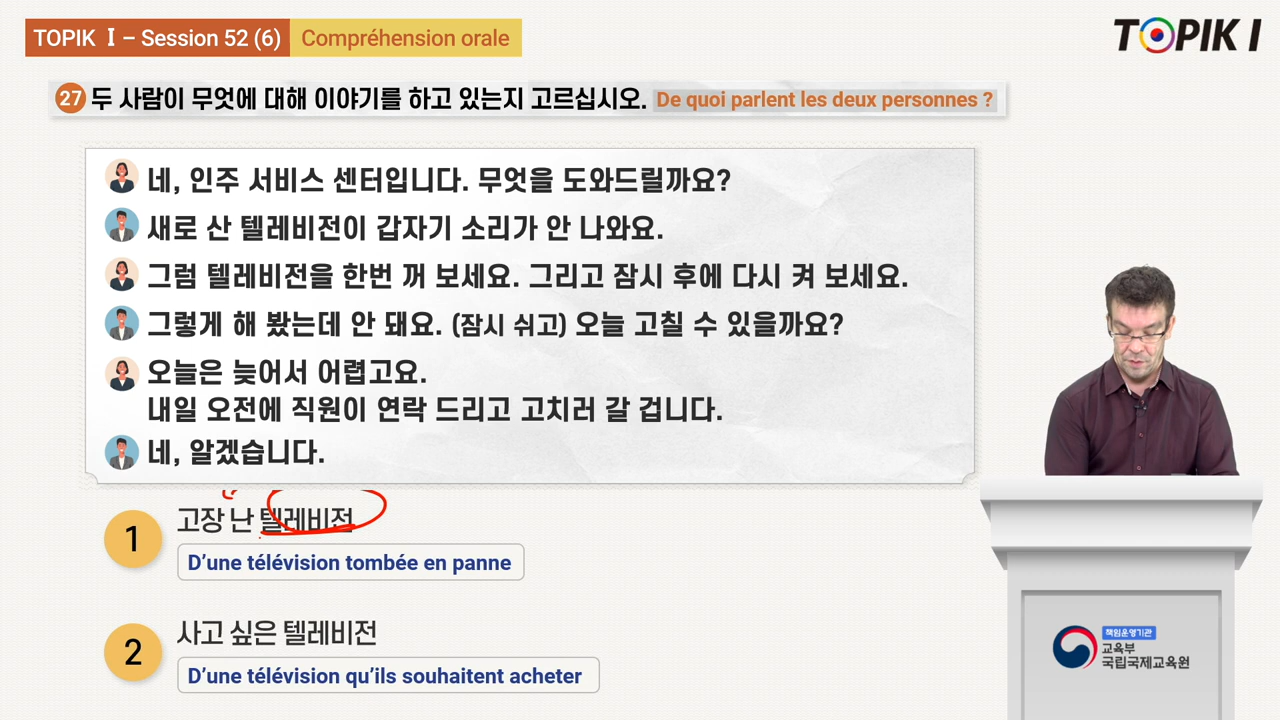 TOPIK Ⅰ – Session 52 (6) Compréhension orale
TOPIK I
27 두 사람이 무엇에 대해 이야기를 하고 있는지 고르십시오. De quoi parlent les deux personnes ?
네, 인주 서비스 센터입니다. 무엇을 도와드릴까요?
새로 산 텔레비전이 갑자기 소리가 안 나와요.
그럼 텔레비전을 한번 꺼 보세요. 그리고 잠시 후에 다시 켜 보세요.
그렇게 해 봤는데 안 돼요. (잠시 쉬고) 오늘 고칠 수 있을까요?
오늘은 늦어서 어렵고요.
내일 오전에 직원이 연락 드리고 고치러 갈 겁니다.
네, 알겠습니다.
1 고장 난 텔레비전
D’une télévision tombée en panne
2 사고 싶은 텔레비전
D’une télévision qu’ils souhaitent acheter
책임운영기관
교육부
국립국제교육원